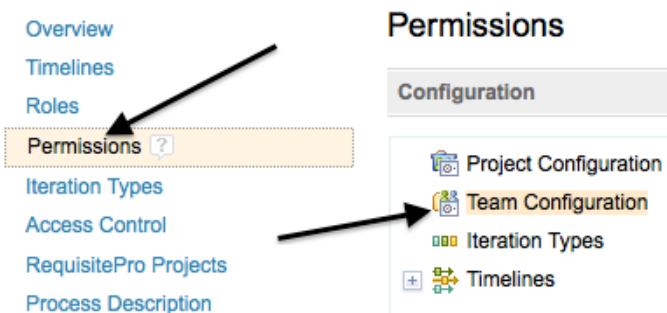 Overview
Timelines
Roles
Permissions ?
Iteration Types
Access Control
RequisitePro Projects
Process Description
Permissions
Configuration
Project Configuration
Team Configuration
Iteration Types
Timelines